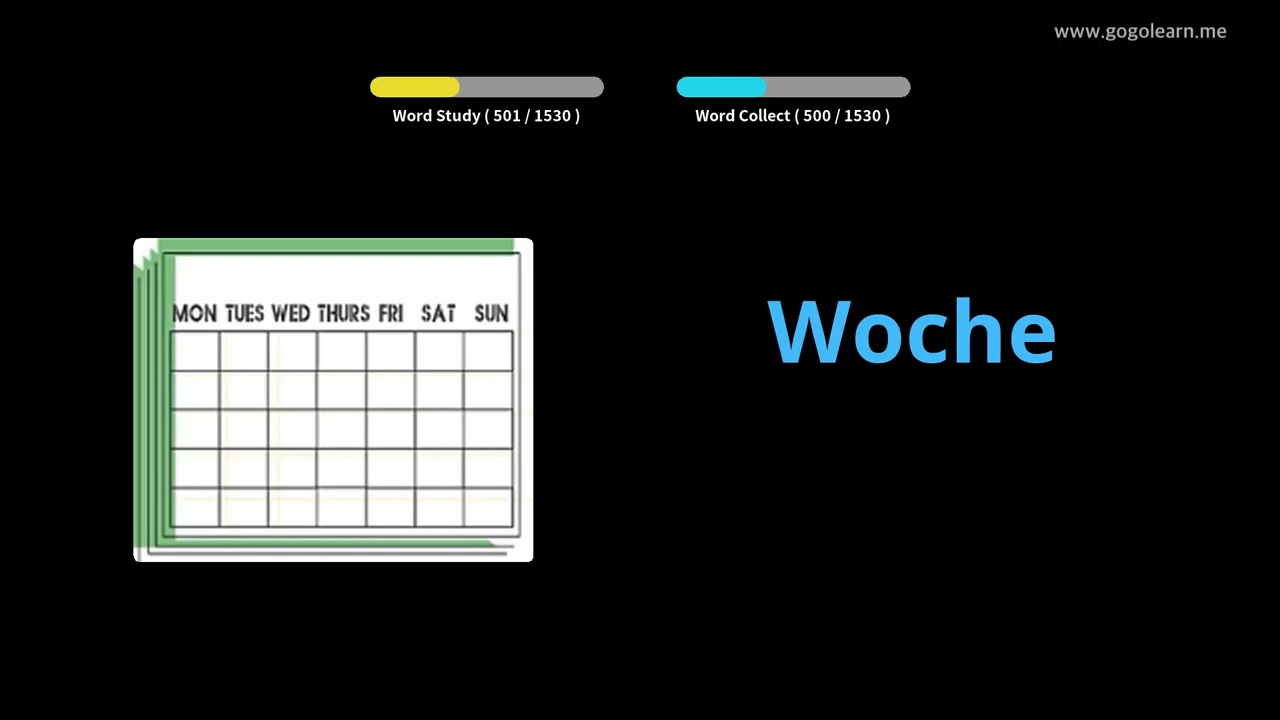 www.gogolearn.me
Word Study ( 501 / 1530 )
Word Collect ( 500 / 1530 )
MON TUES WED THURS FRI SAT SUN
Woche